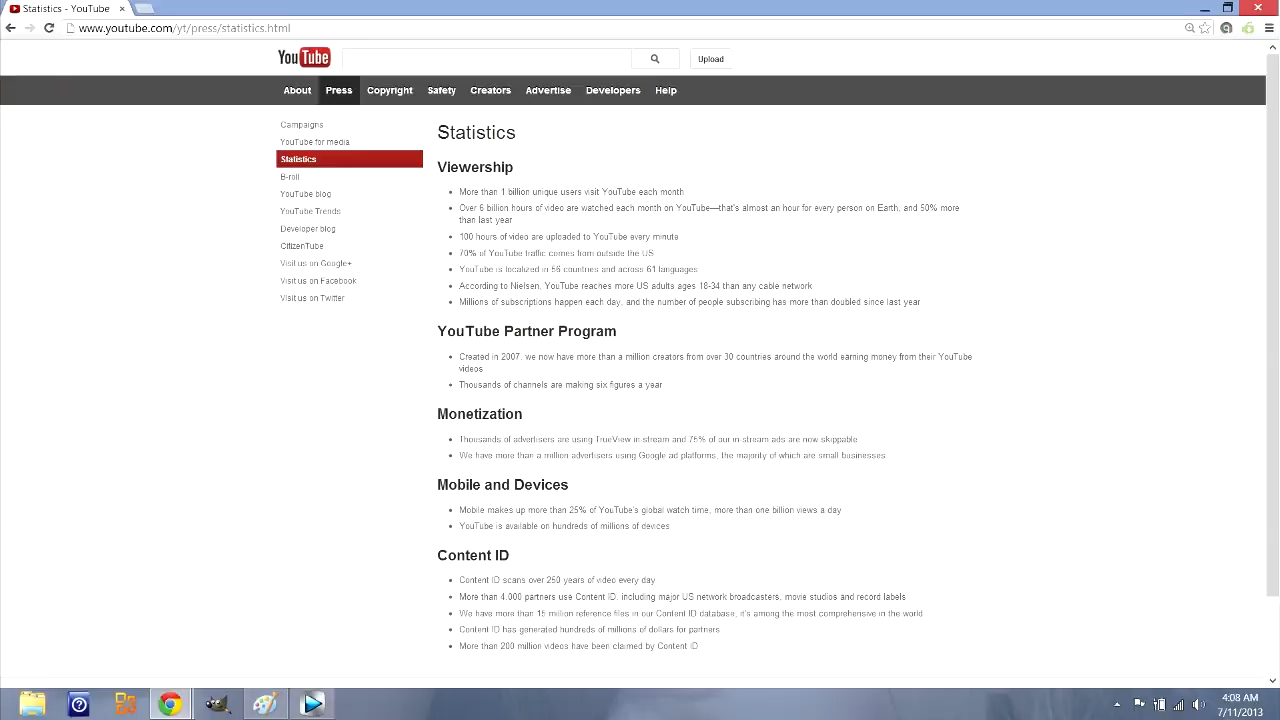 Statistics - YouTube
www.youtube.com/yt/press/statistics.html
YouTube
Upload
About Press Copyright Safety Creators Advertise Developers Help
Campaigns
YouTube for media
Statistics
B-roll
YouTube blog
YouTube Trends
Developer blog
CitizenTube
Visit us on Google+
Visit us on Facebook
Visit us on Twitter
Statistics
Viewership
More than 1 billion unique users visit YouTube each month
Over 6 billion hours of video are watched each month on YouTube—that's almost an hour for every person on Earth, and 50% more
than last year
100 hours of video are uploaded to YouTube every minute
70% of YouTube traffic comes from outside the US
YouTube is localized in 56 countries and across 61 languages
According to Nielsen, YouTube reaches more US adults ages 18-34 than any cable network
Millions of subscriptions happen each day, and the number of people subscribing has more than doubled since last year
YouTube Partner Program
Created in 2007, we now have more than a million creators from over 30 countries around the world earning money from their YouTube
videos
Thousands of channels are making six figures a year
Monetization
Thousands of advertisers are using TrueView in-stream and 75% of our in-stream ads are now skippable
We have more than a million advertisers using Google ad platforms, the majority of which are small businesses
Mobile and Devices
Mobile makes up more than 25% of YouTube's global watch time, more than one billion views a day
YouTube is available on hundreds of millions of devices
Content ID
Content ID scans over 250 years of video every day
More than 4,000 partners use Content ID, including major US network broadcasters, movie studios and record labels
We have more than 15 million reference files in our Content ID database, it's among the most comprehensive in the world
Content ID has generated hundreds of millions of dollars for partners
More than 200 million videos have been claimed by Content ID
4:08 AM
7/11/2013